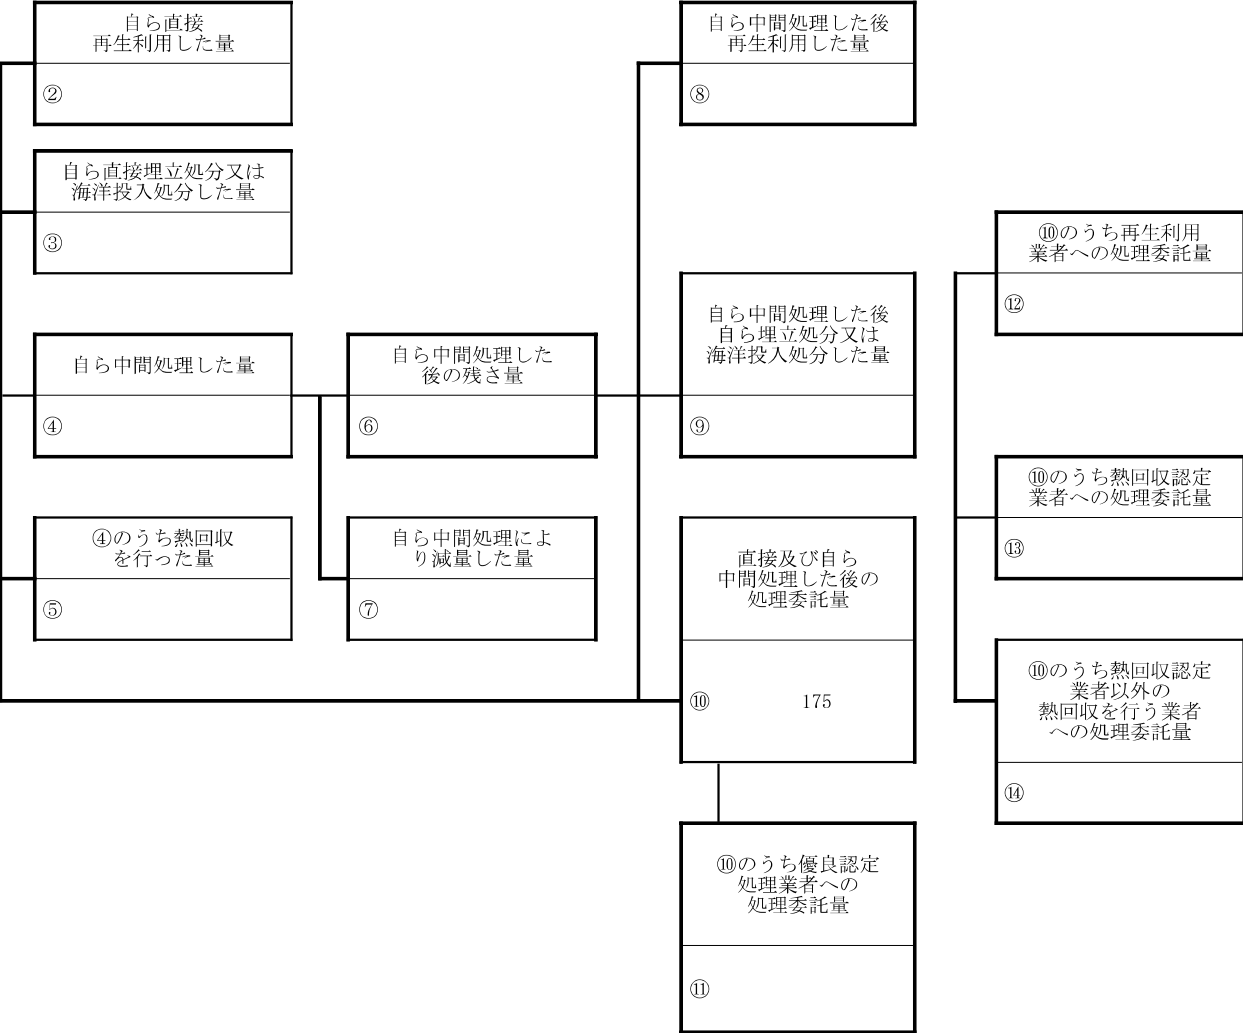 自ら直接
再生利用した量
②
自ら直接埋立処分又は
海洋投入処分した量
③
自ら中間処理した量
④
④のうち熱回収
を行った量
⑤
自ら中間処理した
後の残さ量
⑥
自ら中間処理によ
り減量した量
⑦
自ら中間処理した後
再生利用した量
⑧
自ら中間処理した後
自ら埋立処分又は
海洋投入処分した量
⑨
直接及び自ら
中間処理した後の
処理委託量
⑩ 175
⑩のうち優良認定
処理業者への
処理委託量
⑪
⑩のうち再生利用
業者への処理委託量
⑫
⑩のうち熱回収認定
業者への処理委託量
⑬
⑩のうち熱回収認定
業者以外の
熱回収を行う業者
への処理委託量
⑭